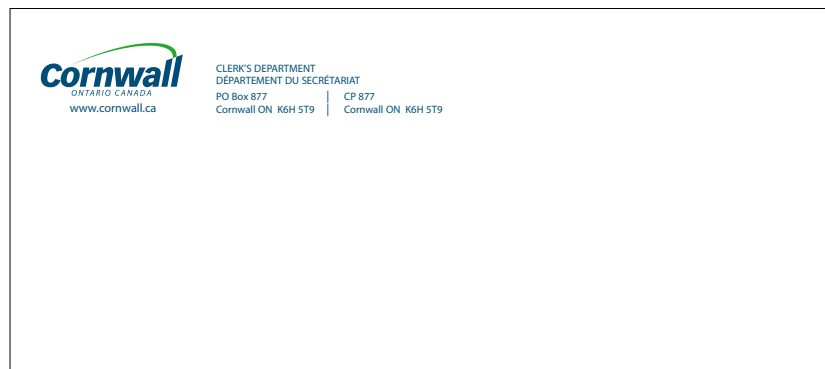 Cornwall
ONTARIO CANADA
www.cornwall.ca
CLERK'S DEPARTMENT
DÉPARTEMENT DU SECRÉTARIAT
PO Box 877 | CP 877
Cornwall ON K6H 5T9 | Cornwall ON K6H 5T9